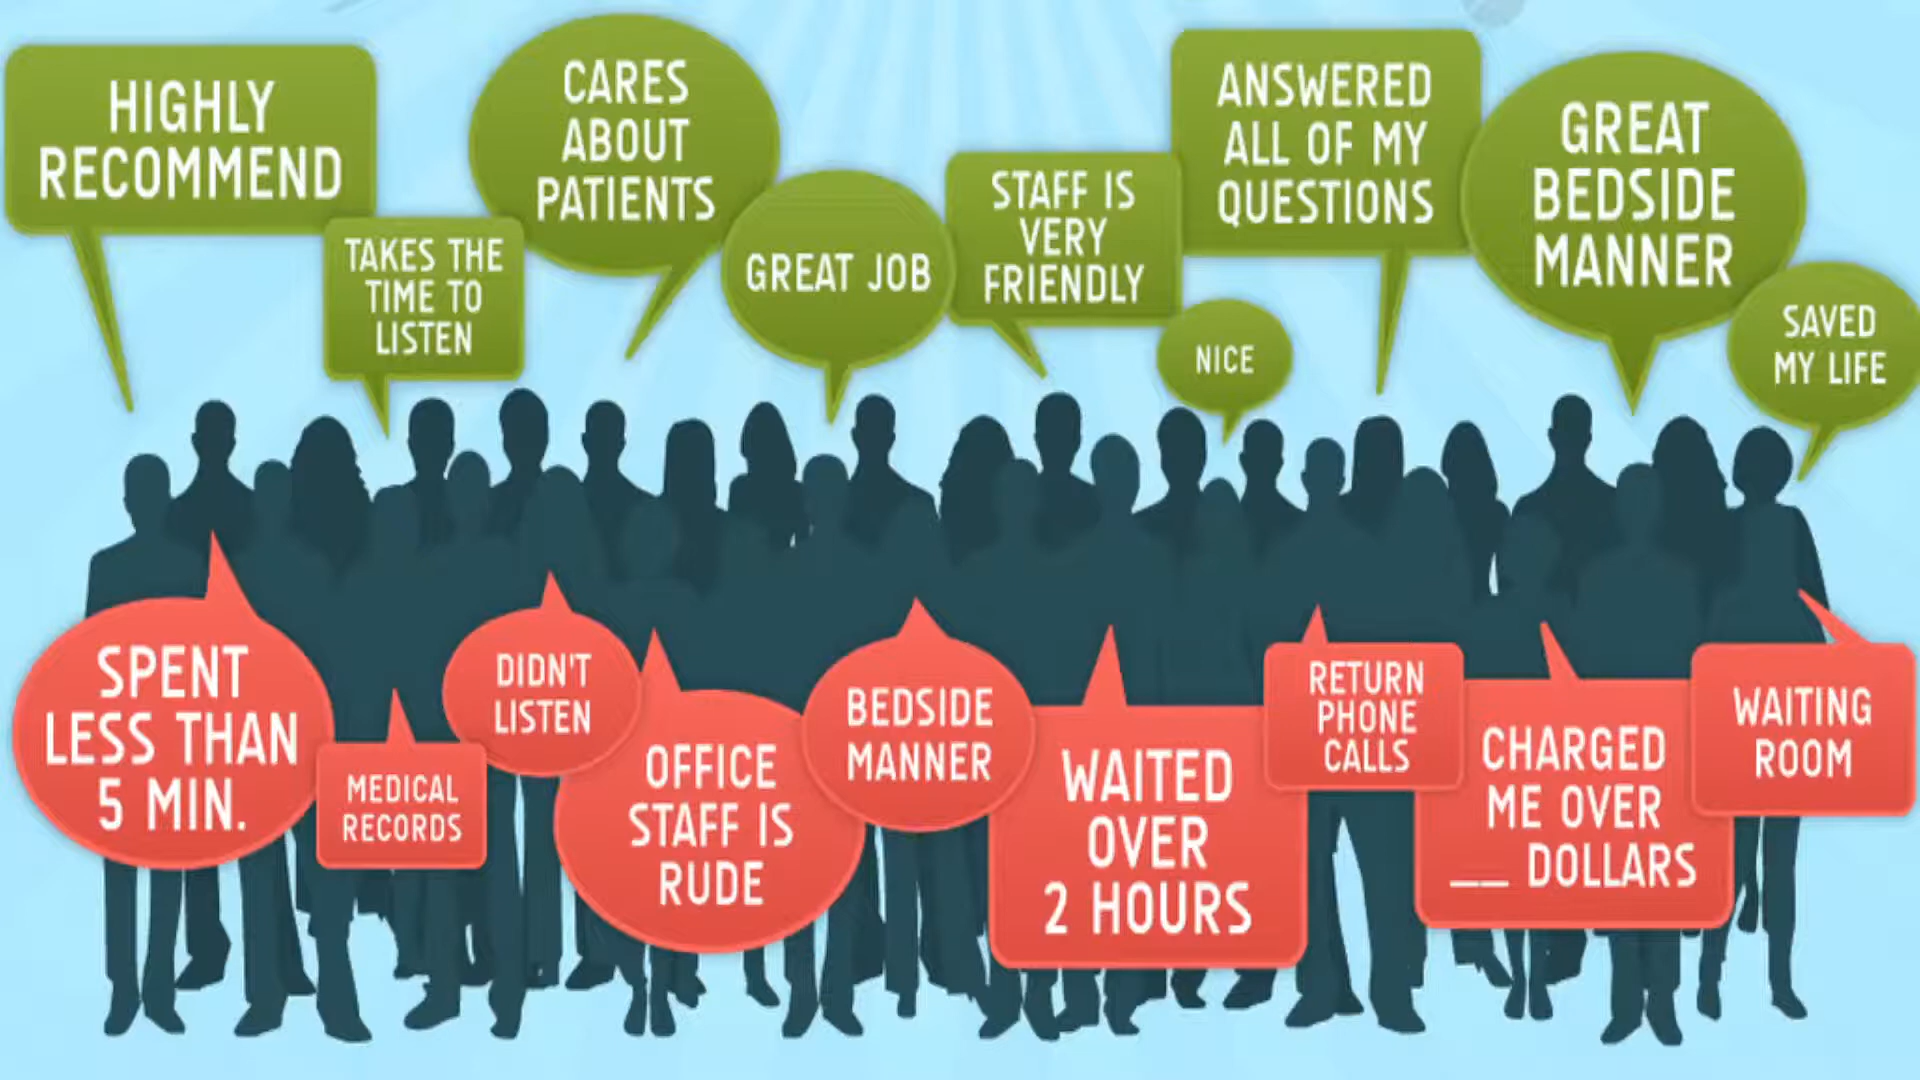 HIGHLY
RECOMMEND
TAKES THE
TIME TO
LISTEN
CARES
ABOUT
PATIENTS
GREAT JOB
STAFF IS
VERY
FRIENDLY
NICE
ANSWERED
ALL OF MY
QUESTIONS
GREAT
BEDSIDE
MANNER
SAVED
MY LIFE
SPENT
LESS THAN
5 MIN.
MEDICAL
RECORDS
DIDN'T
LISTEN
OFFICE
STAFF IS
RUDE
BEDSIDE
MANNER
WAITED
OVER
2 HOURS
RETURN
PHONE
CALLS
CHARGED
ME OVER
__ DOLLARS
WAITING
ROOM